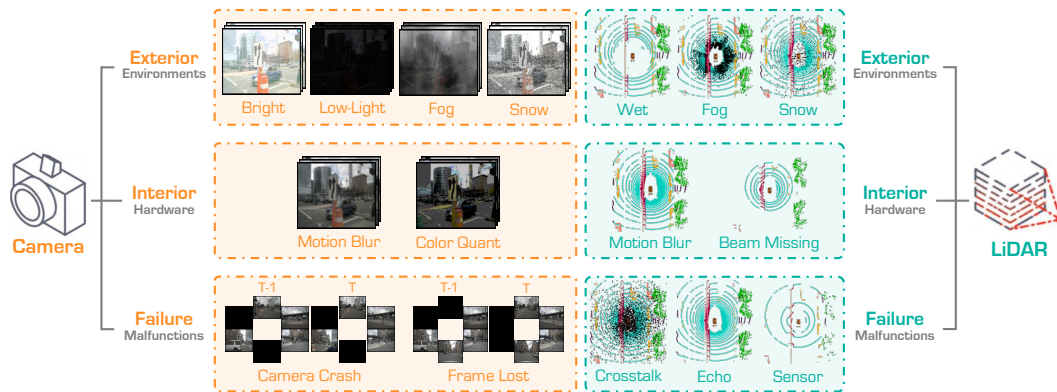 Exterior
Environments
Bright
Low-Light
Fog
Snow
Wet
Fog
Snow
Exterior
Environments
Camera
Interior
Hardware
Motion Blur
Color Quant
Motion Blur
Beam Missing
Interior
Hardware
LiDAR
Failure
Malfunctions
T-1
T
T-1
T
Camera Crash
Frame Lost
Crosstalk
Echo
Sensor
Failure
Malfunctions